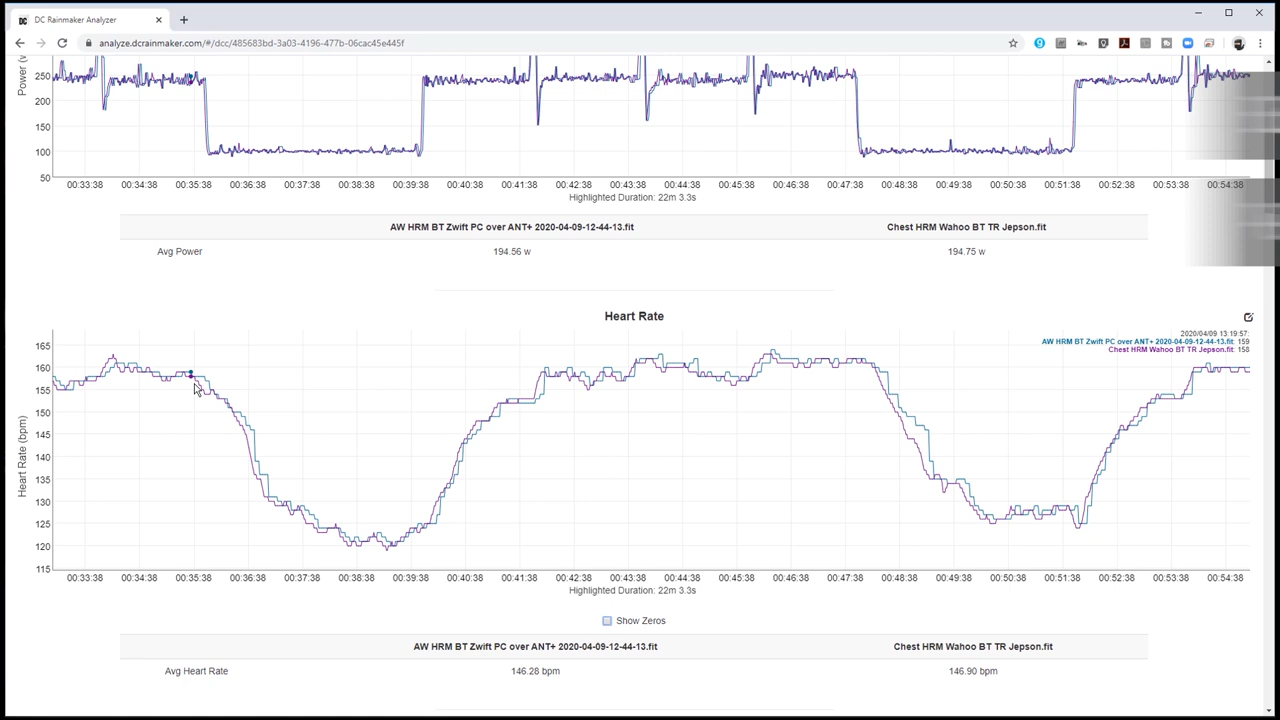 DC Rainmaker Analyzer
analyze.dcrainmaker.com/#/dcc/485683bd-3a03-4196-477b-06cac45e445f
Power (w
250
200
150
100
50
00:33:38 00:34:38 00:35:38 00:36:38 00:37:38 00:38:38 00:39:38 00:40:38 00:41:38 00:42:38 00:43:38 00:44:38 00:45:38 00:46:38 00:47:38 00:48:38 00:49:38 00:50:38 00:51:38 00:52:38 00:53:38 00:54:38
Highlighted Duration: 22m 3.3s
AW HRM BT Zwift PC over ANT+ 2020-04-09-12-44-13.fit Chest HRM Wahoo BT TR Jepson.fit
Avg Power 194.56 w 194.75 w
Heart Rate
2020/04/09 13:19:57:
AW HRM BT Zwift PC over ANT+ 2020-04-09-12-44-13.fit: 159
Chest HRM Wahoo BT TR Jepson.fit: 158
Heart Rate (bpm)
165
160
155
150
145
140
135
130
125
120
115
00:33:38 00:34:38 00:35:38 00:36:38 00:37:38 00:38:38 00:39:38 00:40:38 00:41:38 00:42:38 00:43:38 00:44:38 00:45:38 00:46:38 00:47:38 00:48:38 00:49:38 00:50:38 00:51:38 00:52:38 00:53:38 00:54:38
Highlighted Duration: 22m 3.3s
Show Zeros
AW HRM BT Zwift PC over ANT+ 2020-04-09-12-44-13.fit Chest HRM Wahoo BT TR Jepson.fit
Avg Heart Rate 146.28 bpm 146.90 bpm